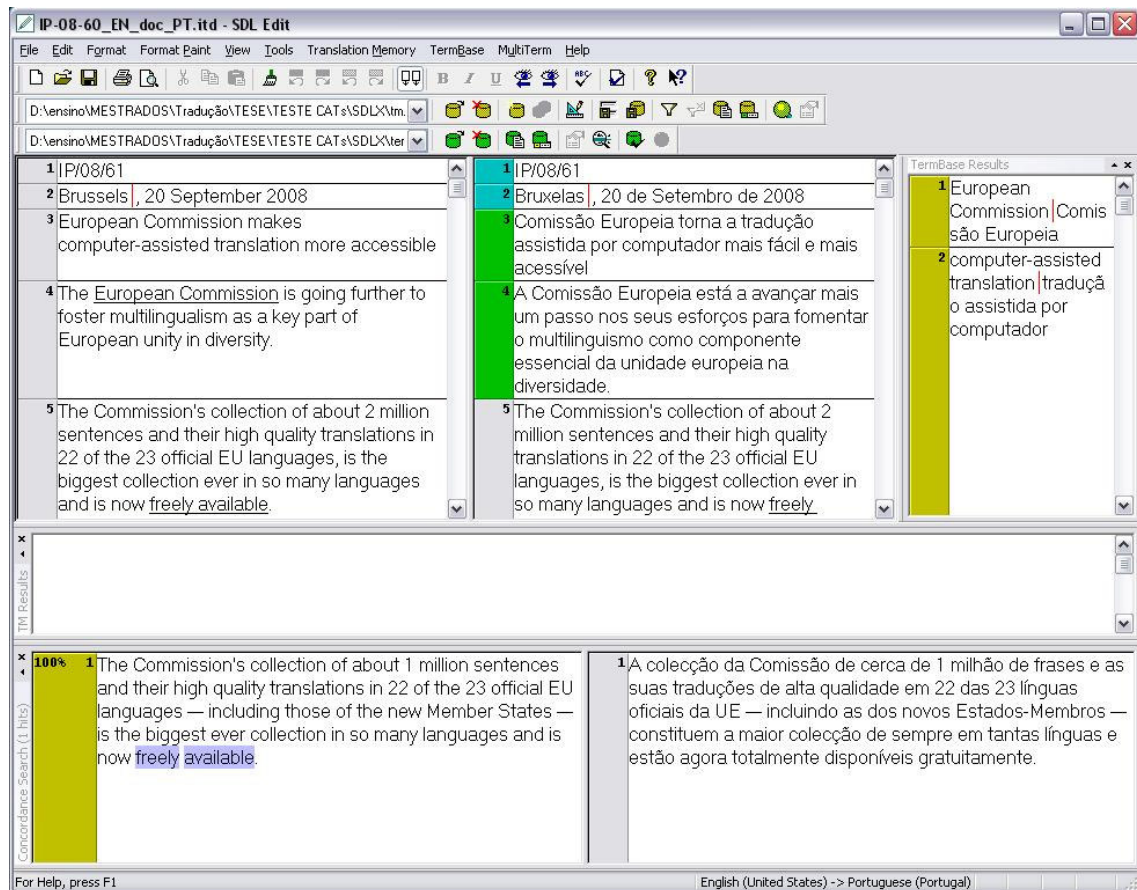 IP-08-60_EN_doc_PT.itd - SDL Edit
File Edit Format Format Paint View Tools Translation Memory TermBase MultiTerm Help
B I U ABC
D:\ensino\MESTRADOS\Tradução\TESE\TESTE CATs\SDLX\tm.
D:\ensino\MESTRADOS\Tradução\TESE\TESTE CATs\SDLX\ter
1 IP/08/61
2 Brussels, 20 September 2008
3 European Commission makes
computer-assisted translation more accessible
4 The European Commission is going further to
foster multilingualism as a key part of
European unity in diversity.
5 The Commission's collection of about 2 million
sentences and their high quality translations in
22 of the 23 official EU languages, is the
biggest collection ever in so many languages
and is now freely available.
1 IP/08/61
2 Bruxelas, 20 de Setembro de 2008
3 Comissão Europeia torna a tradução
assistida por computador mais fácil e mais
acessível
4 A Comissão Europeia está a avançar mais
um passo nos seus esforços para fomentar
o multilinguismo como componente
essencial da unidade europeia na
diversidade.
5 The Commission's collection of about 2
million sentences and their high quality
translations in 22 of the 23 official EU
languages, is the biggest collection ever in
so many languages and is now freely
TermBase Results
1 European
Commission|Comis
são Europeia
2 computer-assisted
translation|traduçã
o assistida por
computador
TM Results
Concordance Search (1 hits)
100% 1 The Commission's collection of about 1 million sentences
and their high quality translations in 22 of the 23 official EU
languages — including those of the new Member States —
is the biggest ever collection in so many languages and is
now freely available.
1 A colecção da Comissão de cerca de 1 milhão de frases e as
suas traduções de alta qualidade em 22 das 23 línguas
oficiais da UE — incluindo as dos novos Estados-Membros —
constituem a maior colecção de sempre em tantas línguas e
estão agora totalmente disponíveis gratuitamente.
For Help, press F1
English (United States) -> Portuguese (Portugal)